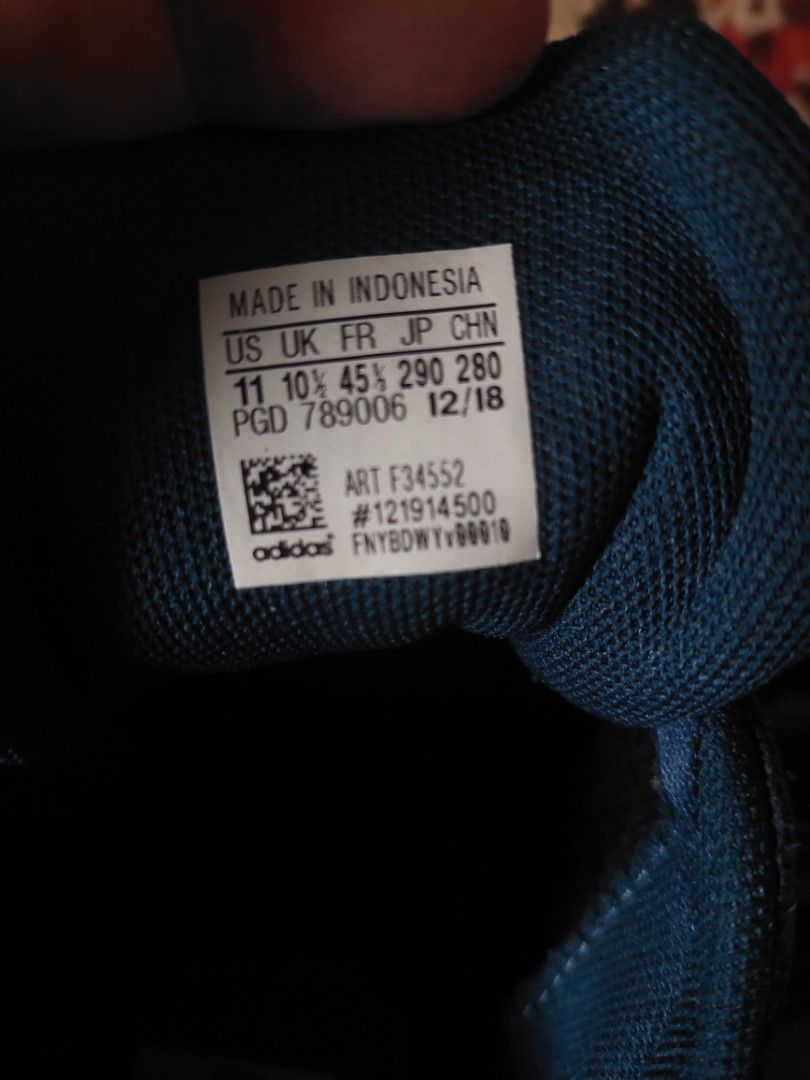 MADE IN INDONESIA
US UK FR JP CHN
11 10½ 45⅓ 290 280
PGD 789006 12/18
ART F34552
#121914500
adidas